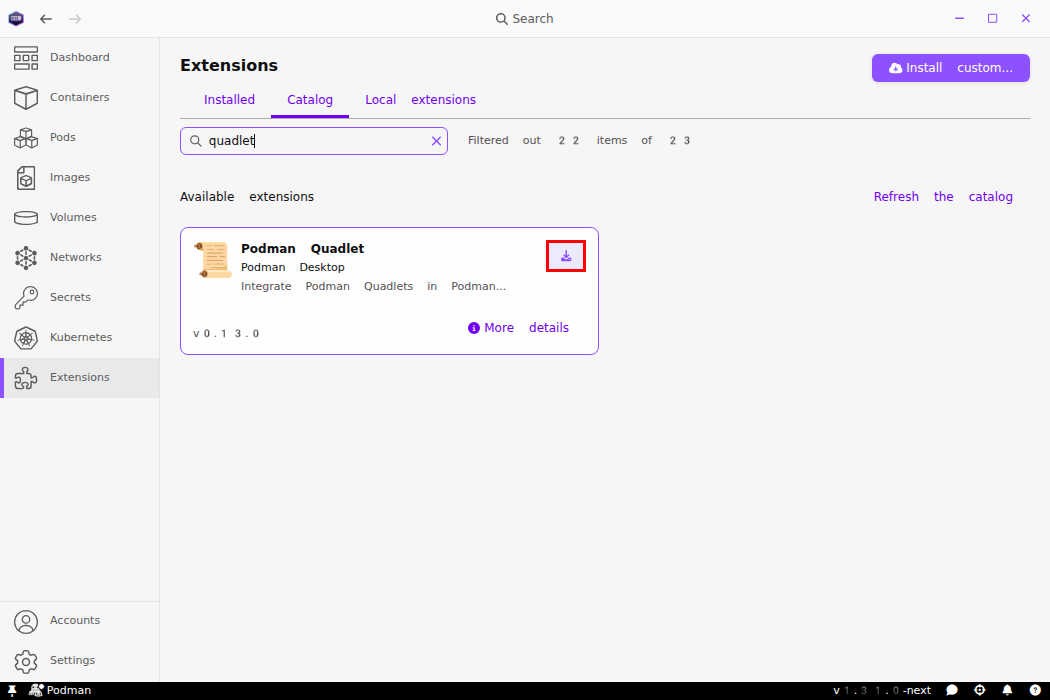 Search
Dashboard
Containers
Pods
Images
Volumes
Networks
Secrets
Kubernetes
Extensions
Accounts
Settings
Extensions
Install custom...
Installed Catalog Local extensions
quadlet
Filtered out 22 items of 23
Available extensions
Refresh the catalog
Podman Quadlet
Podman Desktop
Integrate Podman Quadlets in Podman...
v0.13.0
More details
Podman
v1.31.0-next